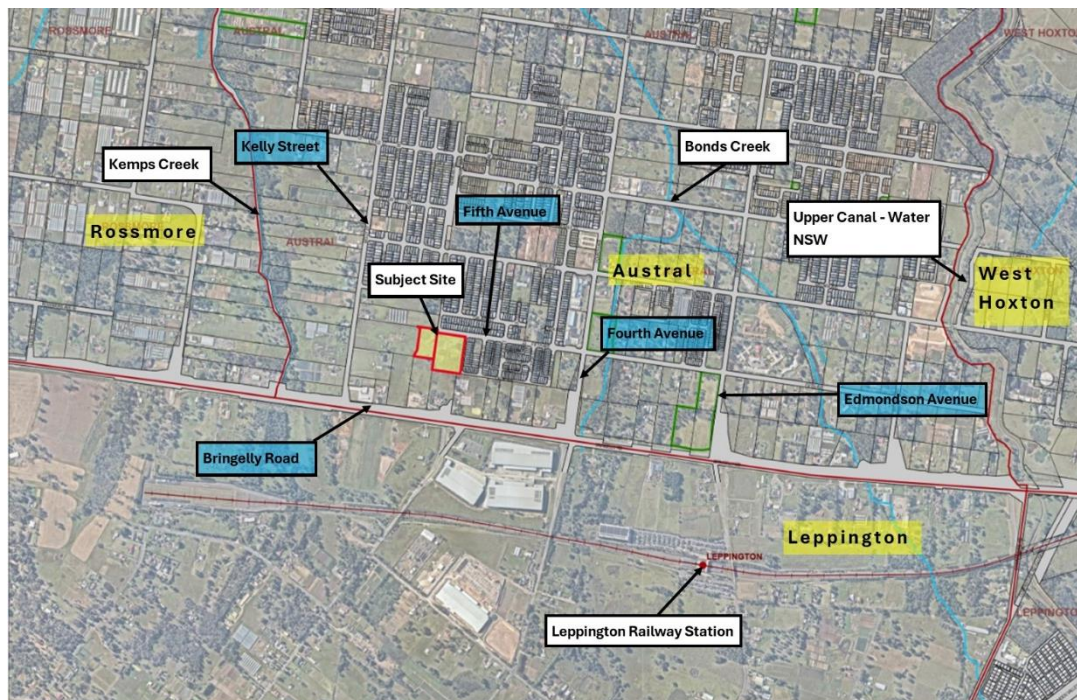 ROSSMORE
AUSTRAL
WEST HOXTON
Kelly Street
Bonds Creek
Kemps Creek
Fifth Avenue
Upper Canal - Water
NSW
Rossmore
AUSTRAL
Austral
West
Hoxton
Subject Site
Fourth Avenue
Edmondson Avenue
Bringelly Road
Leppington
LEPPINGTON
Leppington Railway Station